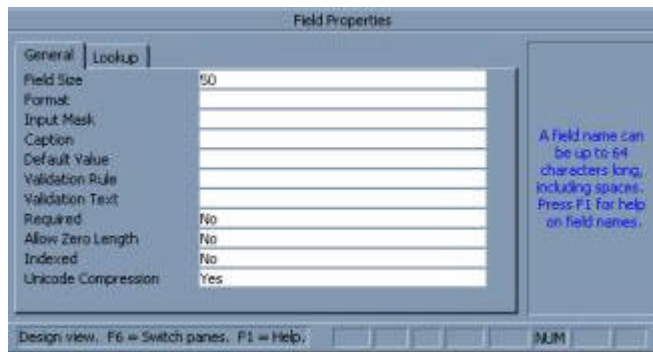 Field Properties
General Lookup
Field Size 50
Format
Input Mask
Caption
Default Value
Validation Rule
Validation Text
Required No
Allow Zero Length No
Indexed No
Unicode Compression Yes
A field name can
be up to 64
characters long,
including spaces.
Press F1 for help
on field names.
Design view. F6 = Switch panes. F1 = Help. NUM